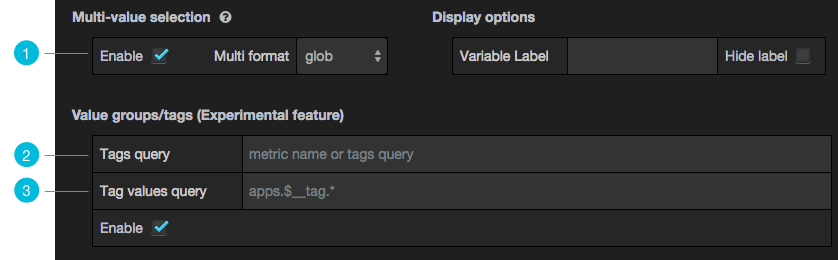 Multi-value selection ? Display options
1 Enable Multi format glob Variable Label Hide label
Value groups/tags (Experimental feature)
2 Tags query metric name or tags query
3 Tag values query apps.$__tag.*
Enable